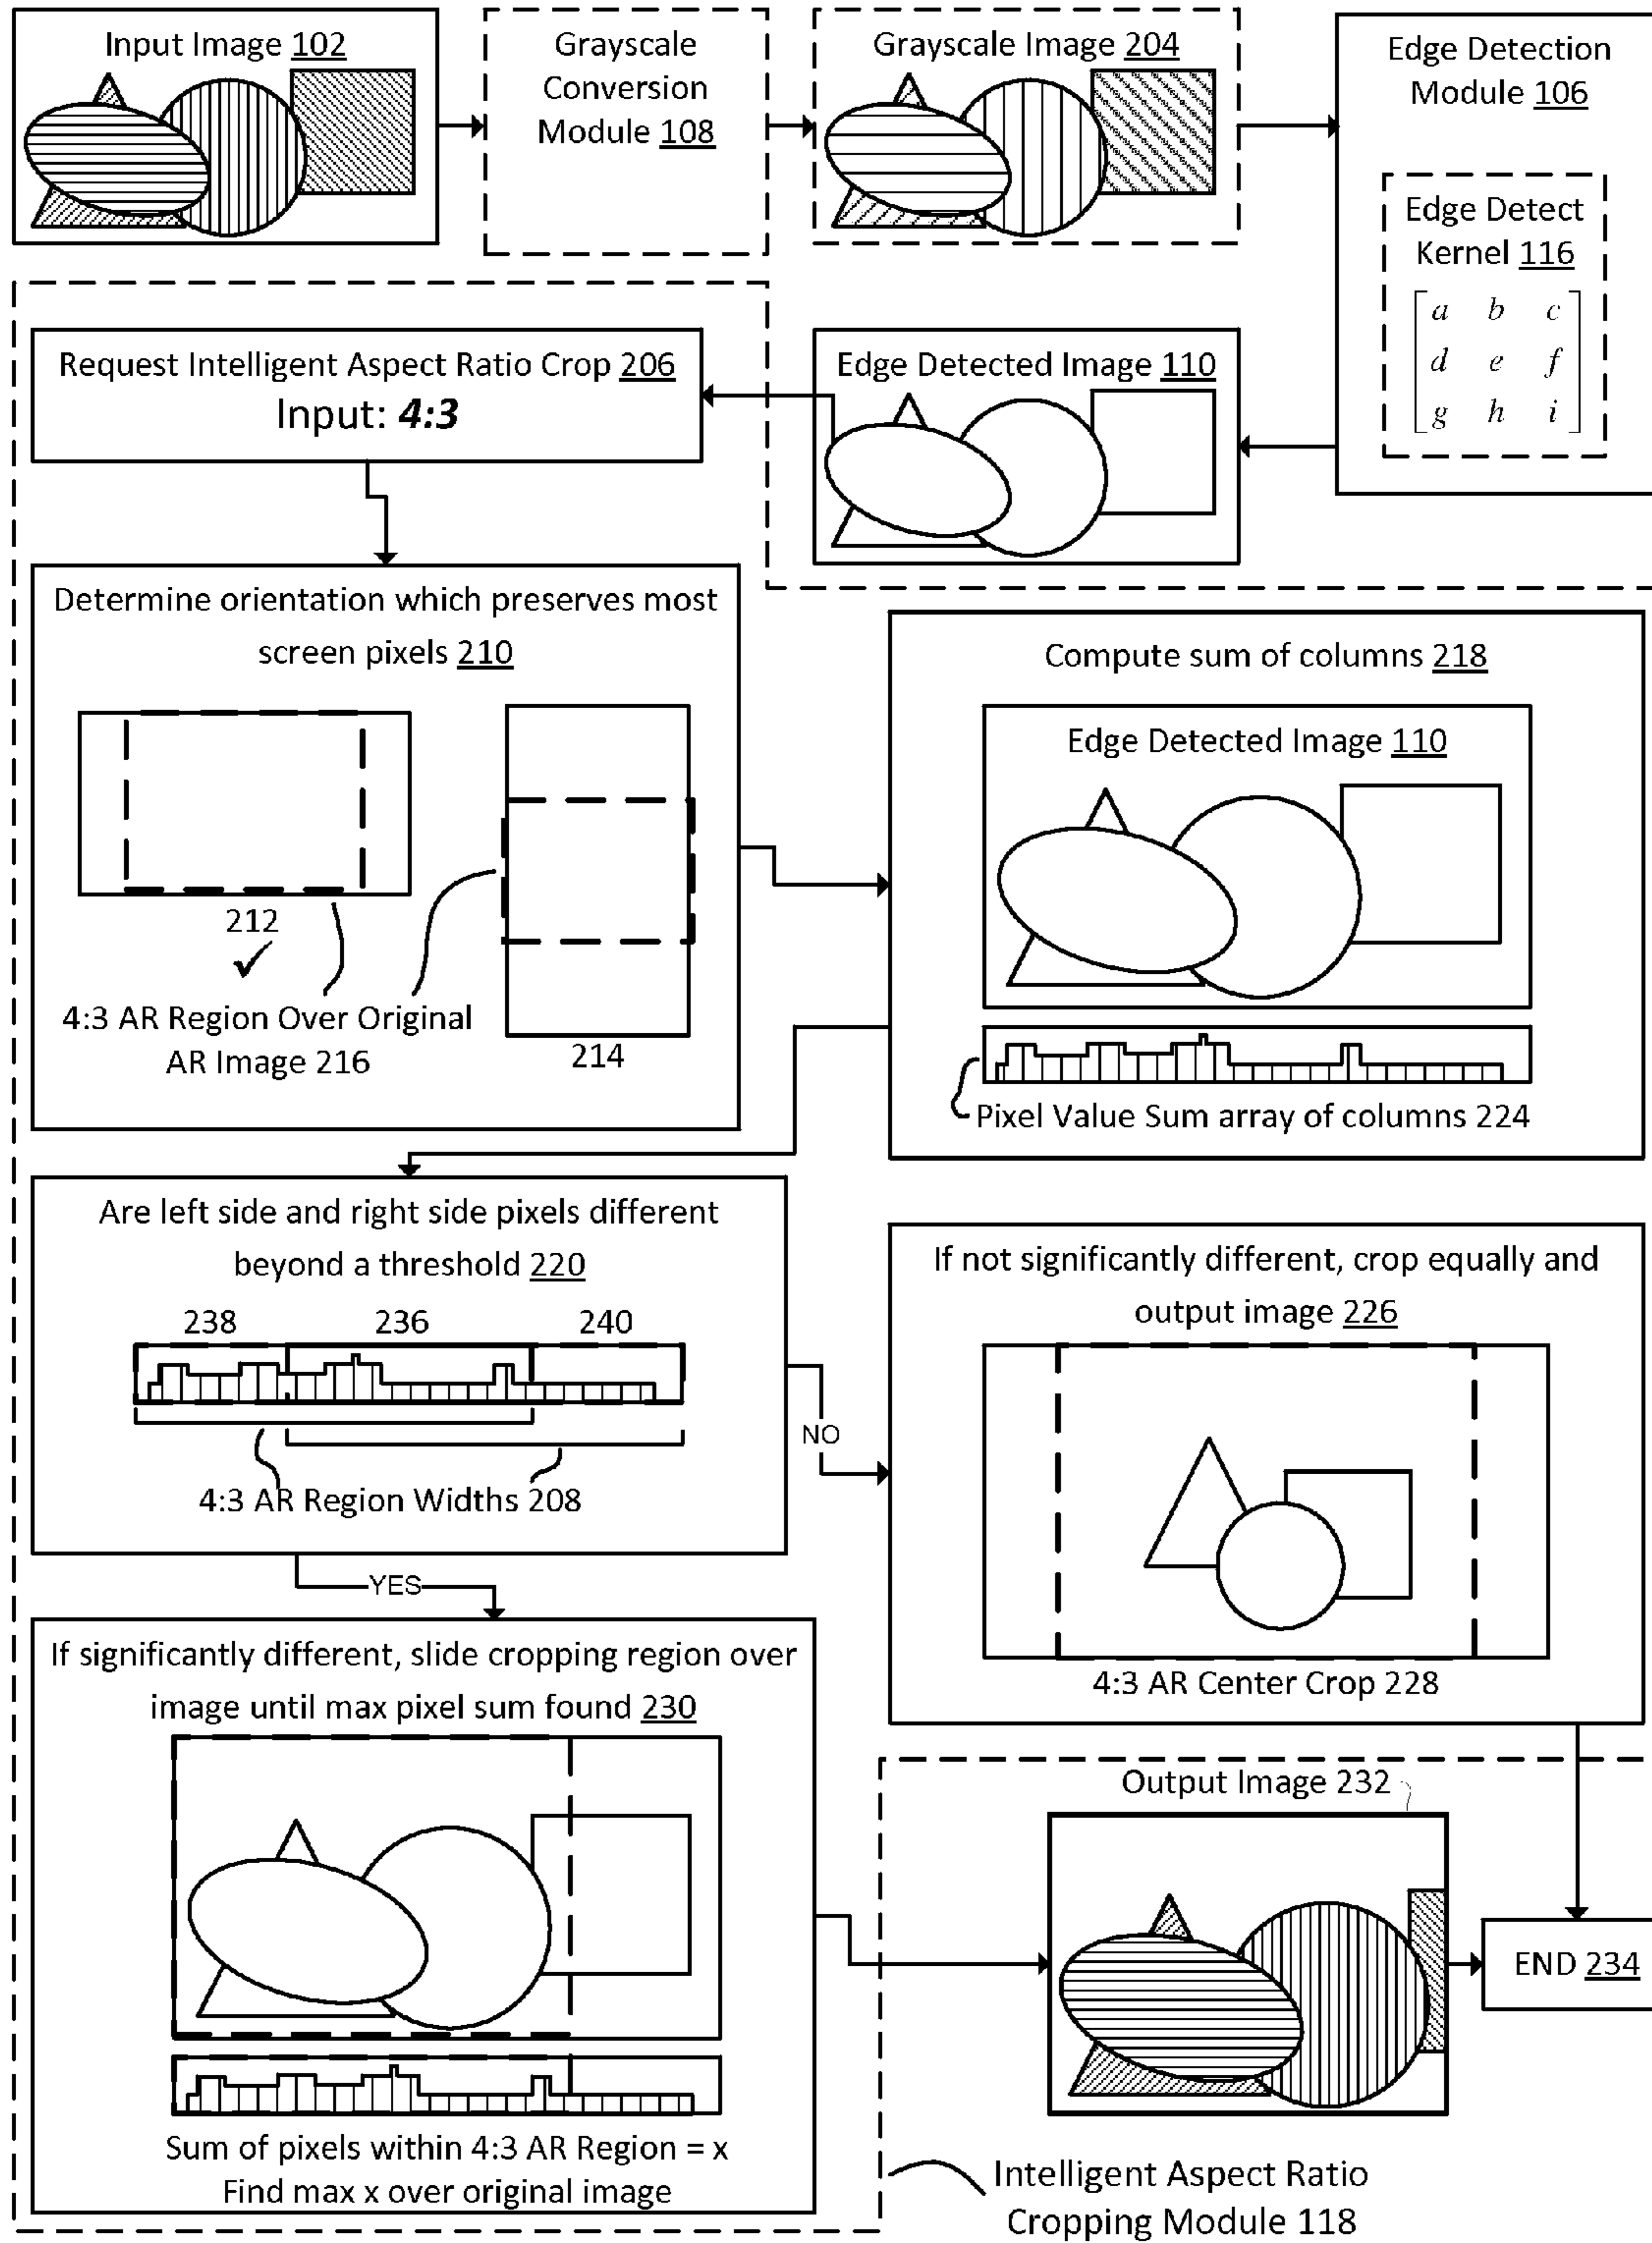 Input Image 102
Grayscale
Conversion
Module 108
Grayscale Image 204
Edge Detection
Module 106
Edge Detect
Kernel 116
a b c
d e f
g h i
Request Intelligent Aspect Ratio Crop 206
Input: 4:3
Edge Detected Image 110
Determine orientation which preserves most
screen pixels 210
212
4:3 AR Region Over Original
AR Image 216
214
Compute sum of columns 218
Edge Detected Image 110
Pixel Value Sum array of columns 224
Are left side and right side pixels different
beyond a threshold 220
238 236 240
4:3 AR Region Widths 208
NO
YES
If not significantly different, crop equally and
output image 226
4:3 AR Center Crop 228
If significantly different, slide cropping region over
image until max pixel sum found 230
Sum of pixels within 4:3 AR Region = x
Find max x over original image
Output Image 232
END 234
Intelligent Aspect Ratio
Cropping Module 118